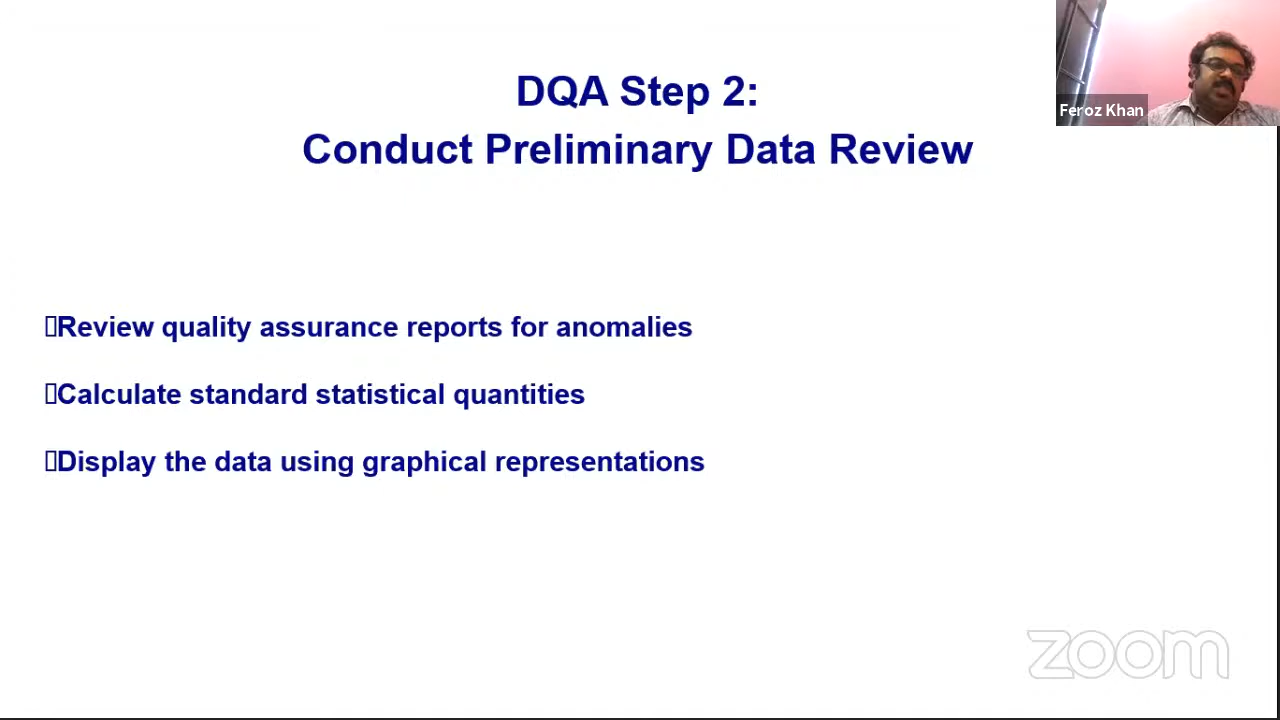 DQA Step 2:
Conduct Preliminary Data Review
Feroz Khan
Review quality assurance reports for anomalies
Calculate standard statistical quantities
Display the data using graphical representations
zoom